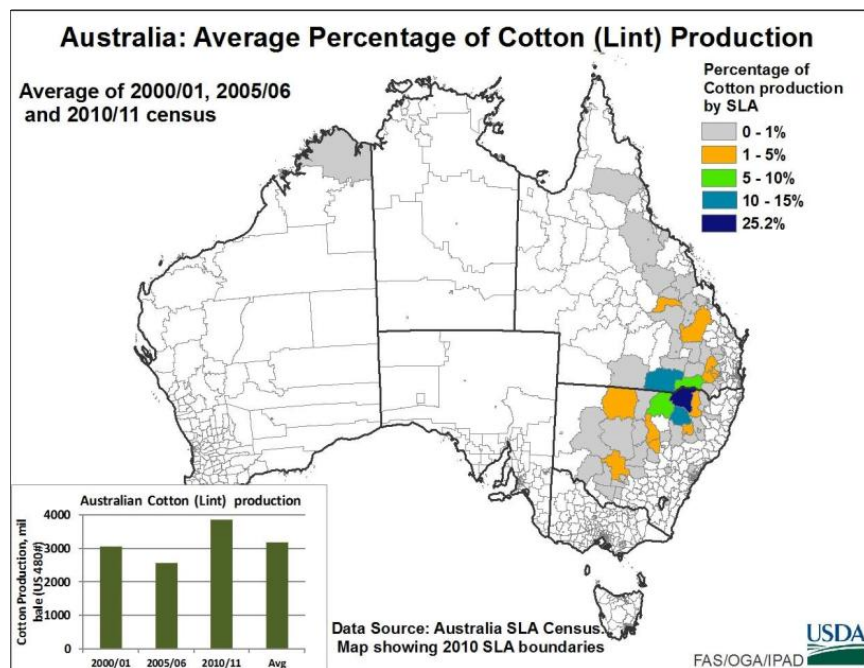 Australia: Average Percentage of Cotton (Lint) Production
Average of 2000/01, 2005/06
and 2010/11 census
Percentage of
Cotton production
by SLA
0 - 1%
1 - 5%
5 - 10%
10 - 15%
25.2%
Australian Cotton (Lint) production
Cotton Production, mil
bale (US 480#)
4000
3000
2000
1000
0
2000/01 2005/06 2010/11 Avg
Data Source: Australia SLA Census.
Map showing 2010 SLA boundaries
USDA
FAS/OGA/IPAD